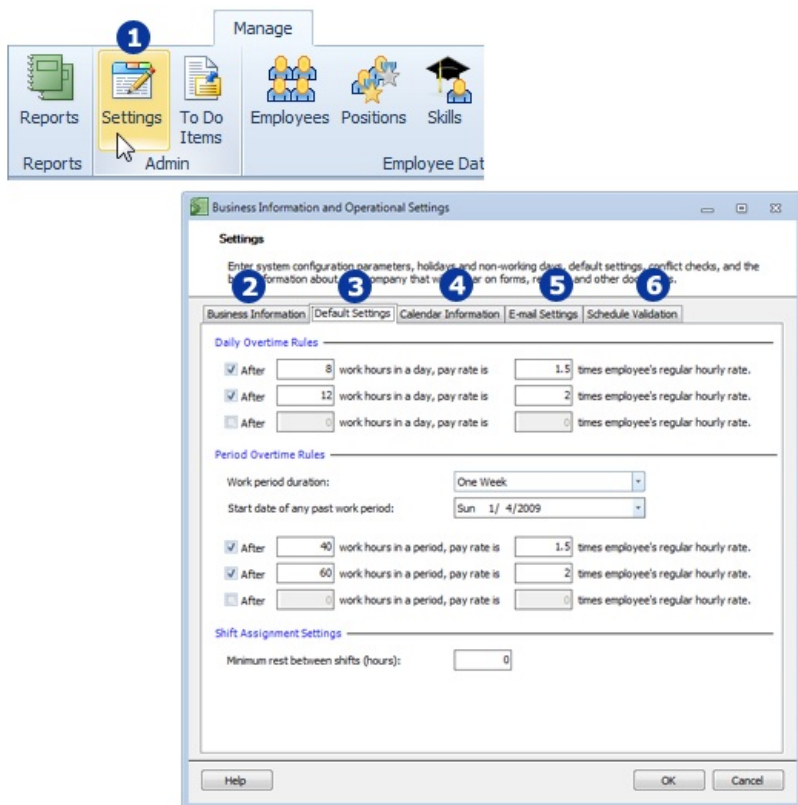 1
Manage
Reports
Settings
To Do Items
Employees
Positions
Skills
Reports
Admin
Employee Dat
Business Information and Operational Settings
Settings
Enter system configuration parameters, holidays and non-working days, default settings, conflict checks, and the
information about company that on forms, and other
2 3 4 5 6
Business Information Default Settings Calendar Information E-mail Settings Schedule Validation
Daily Overtime Rules
After 8 work hours in a day, pay rate is 1.5 times employee's regular hourly rate.
After 12 work hours in a day, pay rate is 2 times employee's regular hourly rate.
After 0 work hours in a day, pay rate is 0 times employee's regular hourly rate.
Period Overtime Rules
Work period duration: One Week
Start date of any past work period: Sun 1/ 4/2009
After 40 work hours in a period, pay rate is 1.5 times employee's regular hourly rate.
After 60 work hours in a period, pay rate is 2 times employee's regular hourly rate.
After 0 work hours in a period, pay rate is 0 times employee's regular hourly rate.
Shift Assignment Settings
Minimum rest between shifts (hours): 0
Help OK Cancel